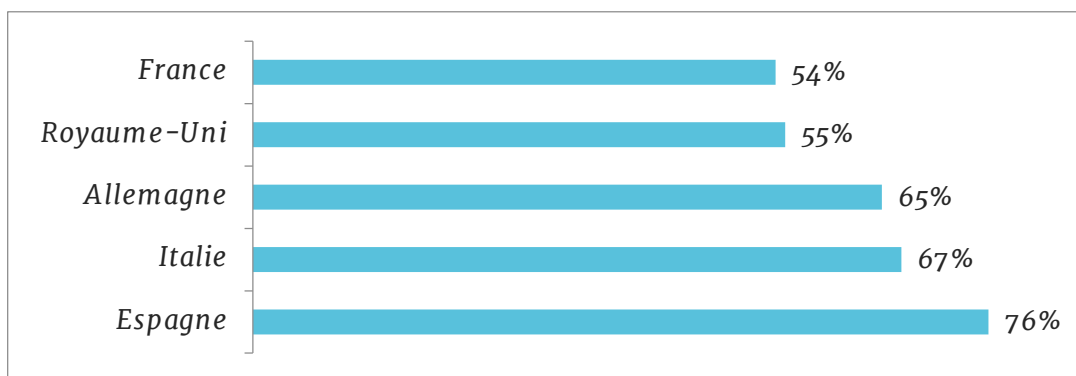 France 54%
Royaume-Uni 55%
Allemagne 65%
Italie 67%
Espagne 76%